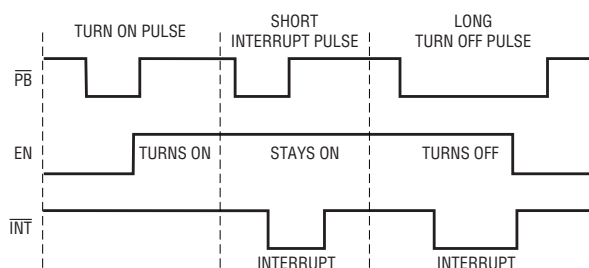 TURN ON PULSE
SHORT
INTERRUPT PULSE
LONG
TURN OFF PULSE
PB
EN
TURNS ON
STAYS ON
TURNS OFF
INT
INTERRUPT
INTERRUPT